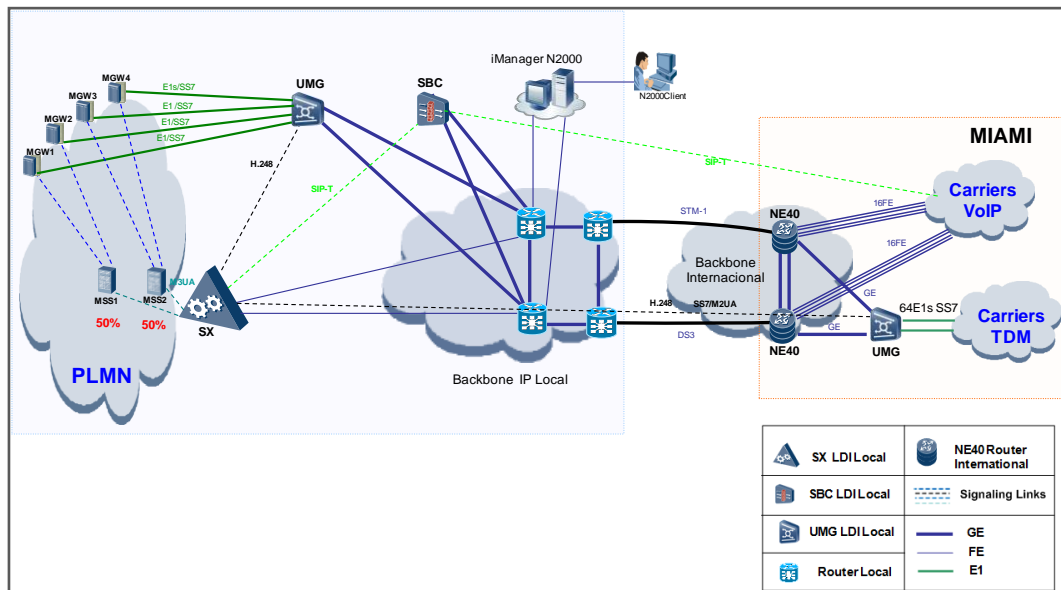 iManager N2000
N2000Client
MGW4
MGW3
MGW2
MGW1
E1s/SS7
E1 /SS7
E1/SS7
E1/SS7
UMG
SBC
H.248
SIP-T
SIP-T
MIAMI
Carriers
VoIP
16FE
16FE
NE40
STM-1
Backbone
Internacional
GE
64E1s SS7
Carriers
TDM
MSS1
MSS2
M3UA
50%
50%
SX
H.248
SS7/M2UA
GE
NE40
UMG
DS3
PLMN
Backbone IP Local
SX LDI Local
NE40 Router
International
SBC LDI Local
Signaling Links
UMG LDI Local
GE
FE
Router Local
E1